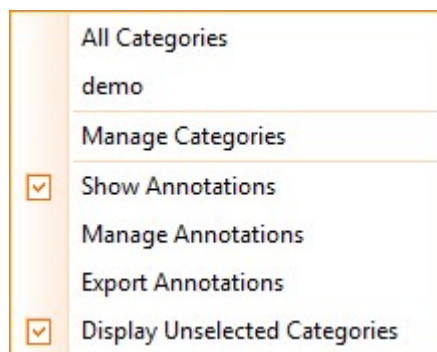 All Categories
demo
Manage Categories
Show Annotations
Manage Annotations
Export Annotations
Display Unselected Categories